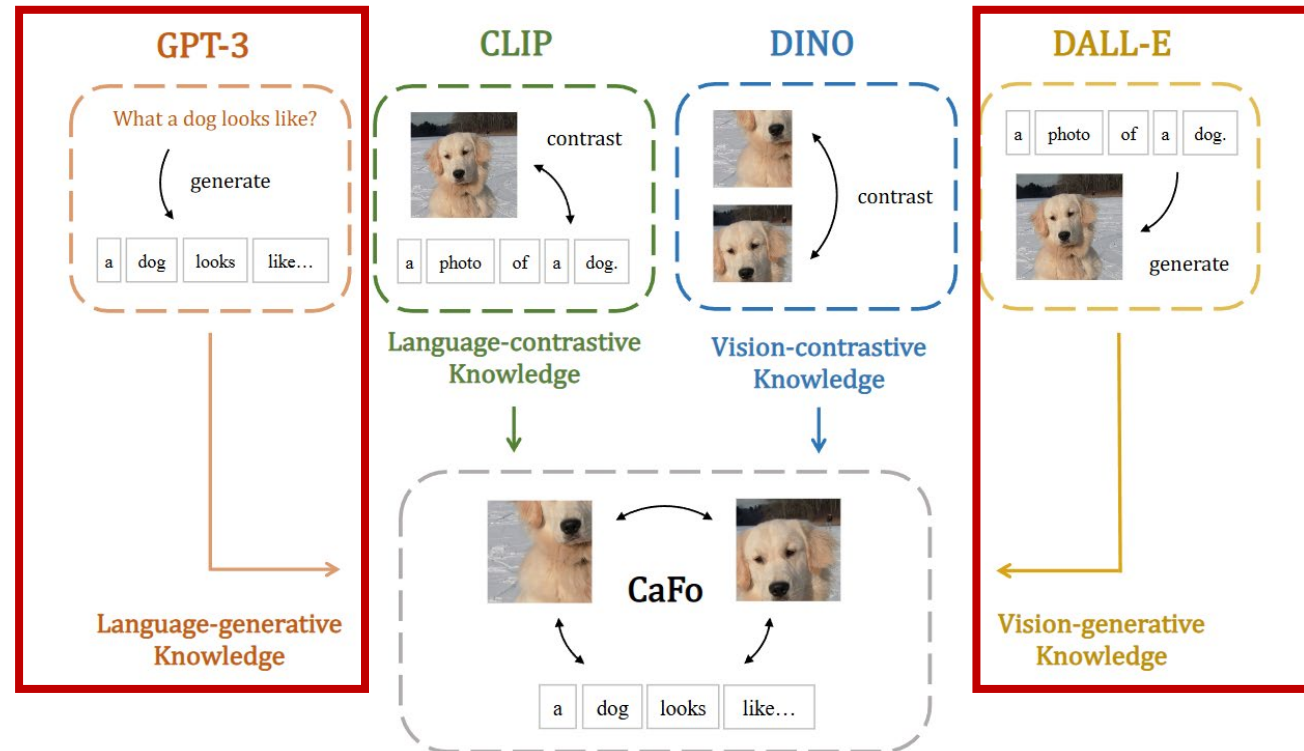 GPT-3
What a dog looks like?
generate
a dog looks like...
CLIP
contrast
a photo of a dog.
DINO
contrast
DALL-E
a photo of a dog.
generate
Language-contrastive
Knowledge
Vision-contrastive
Knowledge
CaFo
a dog looks like...
Language-generative
Knowledge
Vision-generative
Knowledge